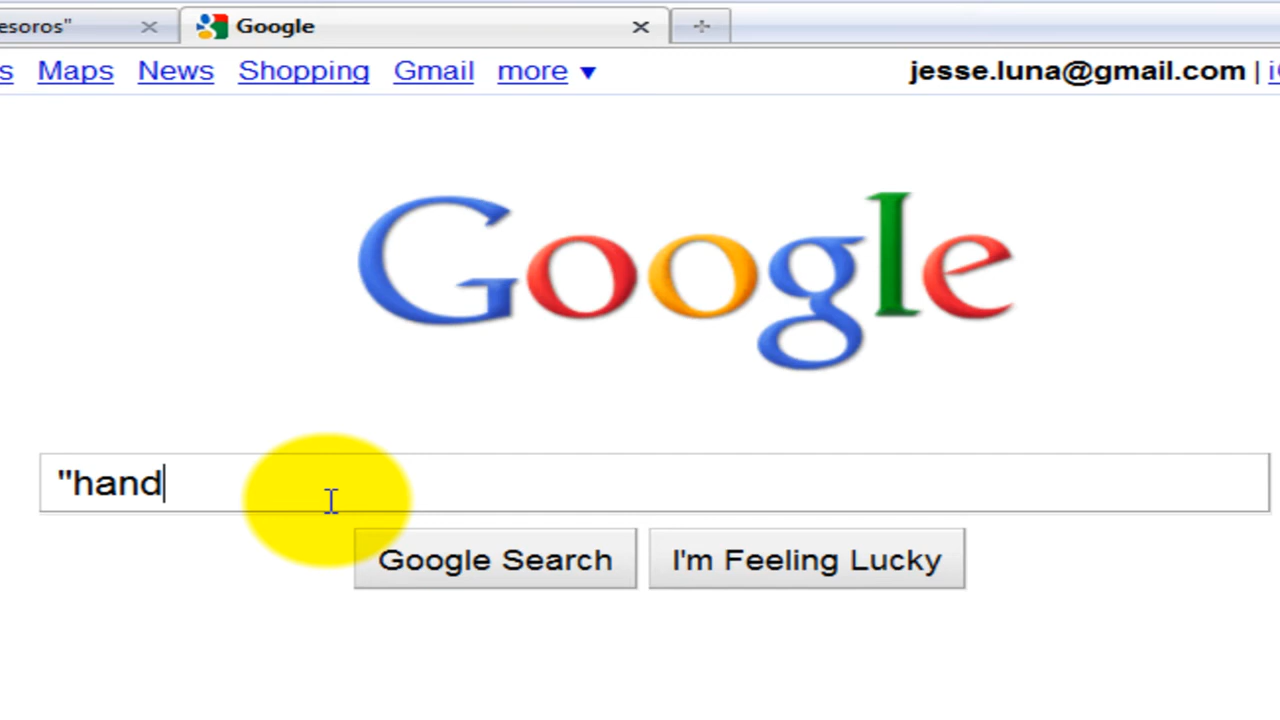 esoros" Google
s Maps News Shopping Gmail more ▼ jesse.luna@gmail.com |
Google
"hand
Google Search I'm Feeling Lucky